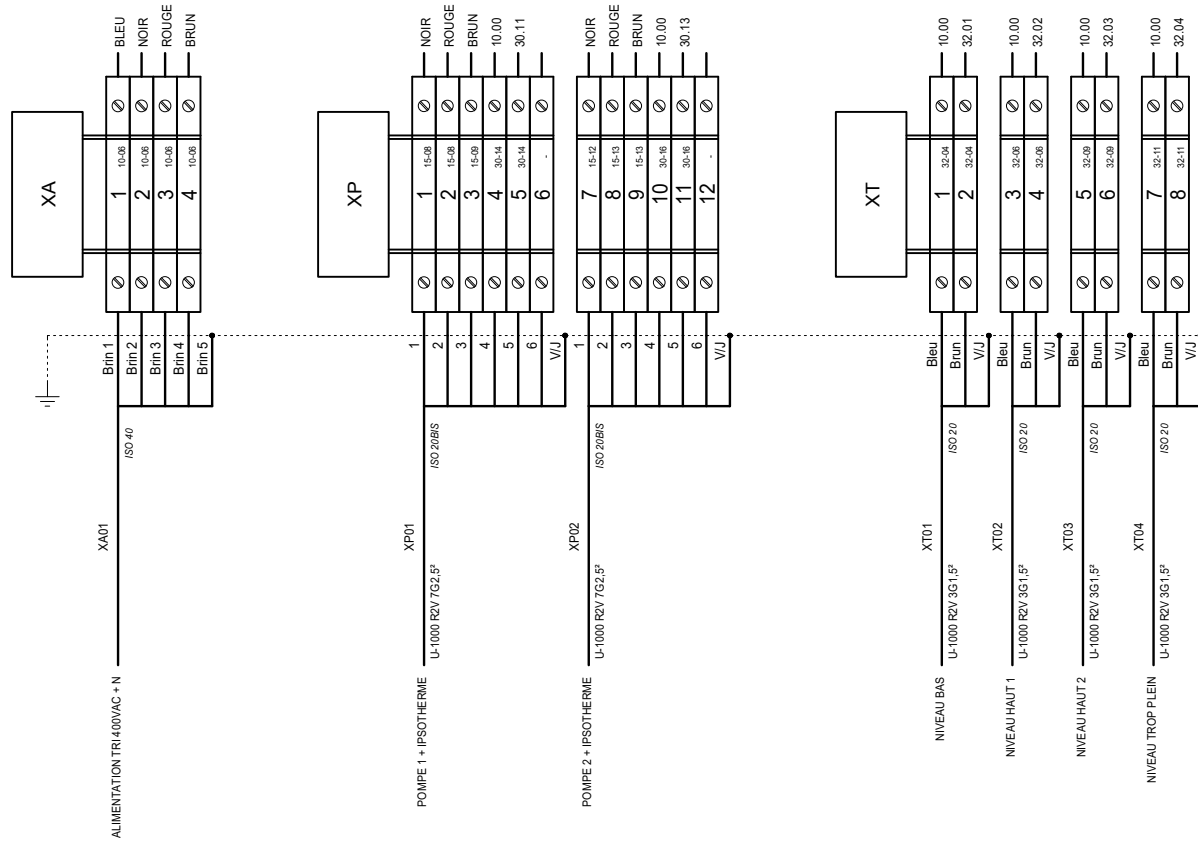 XA
XP
XT
BLEU
NOIR
ROUGE
BRUN
NOIR
ROUGE
BRUN
10.00
30.11
NOIR
ROUGE
BRUN
10.00
30.13
10.00
32.01
10.00
32.02
10.00
32.03
10.00
32.04
1 10-06
2 10-06
3 10-06
4 10-06
1 15-08
2 15-08
3 15-09
4 30-14
5 30-14
6 -
7 15-12
8 15-13
9 15-13
10 30-16
11 30-16
12 -
1 32-04
2 32-04
3 32-06
4 32-06
5 32-09
6 32-09
7 32-11
8 32-11
Brin 1
Brin 2
Brin 3
Brin 4
Brin 5
1
2
3
4
5
6
V/J
1
2
3
4
5
6
V/J
Bleu
Brun
V/J
Bleu
Brun
V/J
Bleu
Brun
V/J
Bleu
Brun
V/J
ISO 40
ISO 20BIS
ISO 20BIS
ISO 20
ISO 20
ISO 20
ISO 20
XA01
XP01
XP02
XT01
XT02
XT03
XT04
U-1000 R2V 7G2,5²
U-1000 R2V 7G2,5²
U-1000 R2V 3G1,5²
U-1000 R2V 3G1,5²
U-1000 R2V 3G1,5²
U-1000 R2V 3G1,5²
ALIMENTATION TRI 400VAC + N
POMPE 1 + IPSOTHERME
POMPE 2 + IPSOTHERME
NIVEAU BAS
NIVEAU HAUT 1
NIVEAU HAUT 2
NIVEAU TROP PLEIN